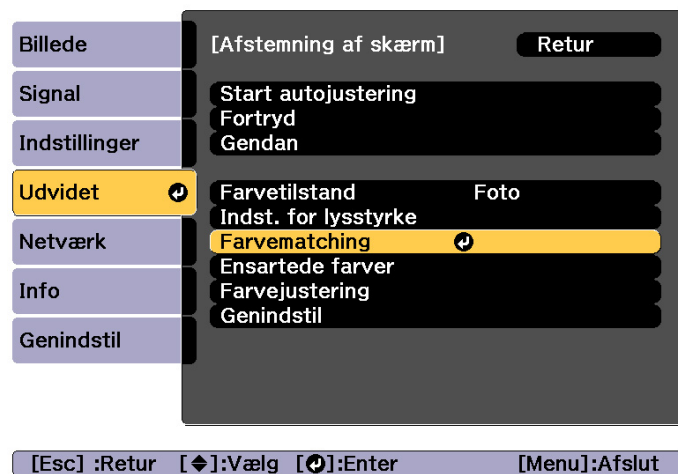 Billede
Signal
Indstillinger
Udvidet
Netværk
Info
Genindstil
[Afstemning af skærm] Retur
Start autojustering
Fortryd
Gendan
Farvetilstand Foto
Indst. for lysstyrke
Farvematching
Ensartede farver
Farvejustering
Genindstil
[Esc] :Retur [◆]:Vælg [↵]:Enter [Menu]:Afslut